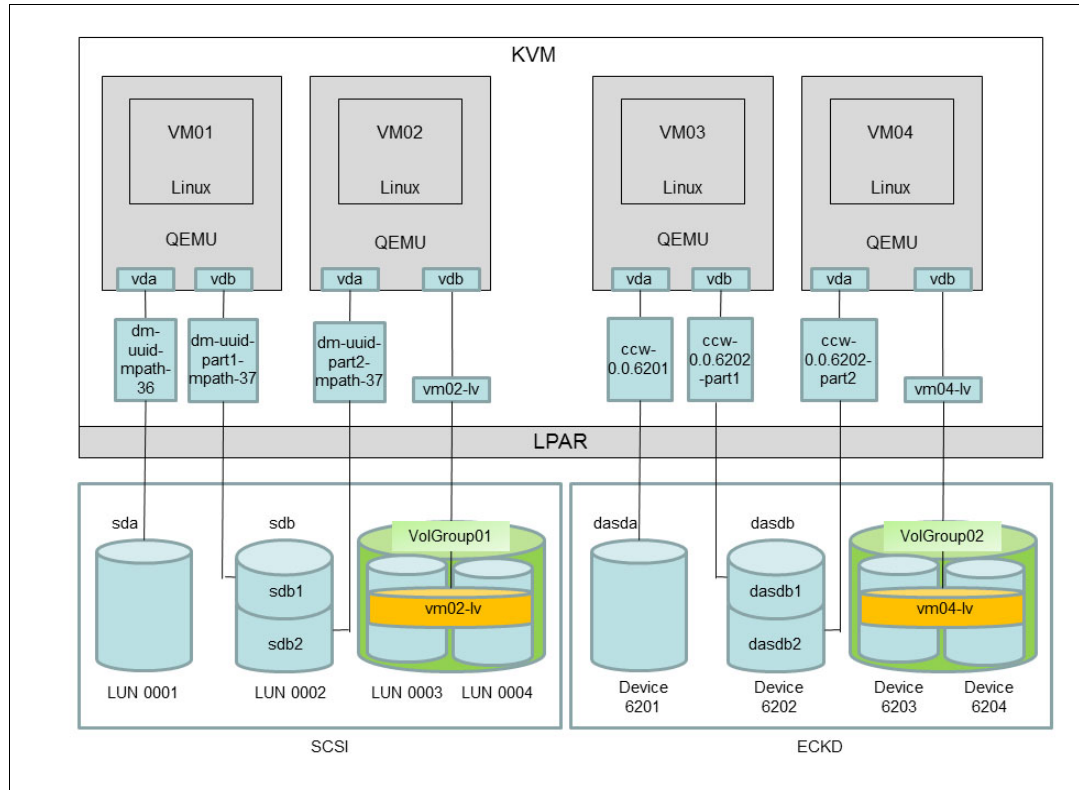 KVM
VM01
Linux
QEMU
VM02
Linux
QEMU
VM03
Linux
QEMU
VM04
Linux
QEMU
vda
vdb
vda
vdb
vda
vdb
vda
vdb
dm-
uuid-
mpath-
36
dm-uuid-
part1-
mpath-37
dm-uuid-
part2-
mpath-37
vm02-lv
ccw-
0.0.6201
ccw-
0.0.6202
-part1
ccw-
0.0.6202-
part2
vm04-lv
LPAR
sda
sdb
sdb1
sdb2
VolGroup01
vm02-lv
LUN 0001
LUN 0002
LUN 0003
LUN 0004
SCSI
dasda
dasdb
dasdb1
dasdb2
VolGroup02
vm04-lv
Device
6201
Device
6202
Device
6203
Device
6204
ECKD